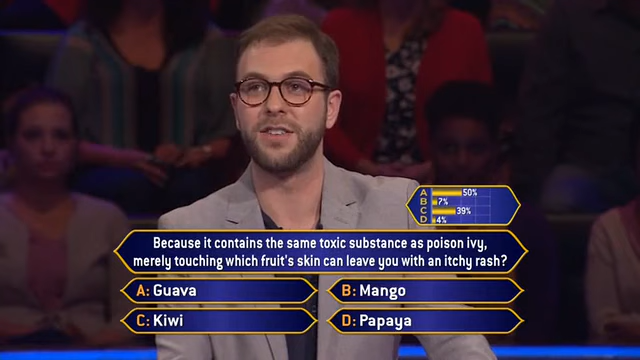 A 50%
B 7%
C 39%
D 4%
Because it contains the same toxic substance as poison ivy,
merely touching which fruit's skin can leave you with an itchy rash?
A: Guava
B: Mango
C: Kiwi
D: Papaya